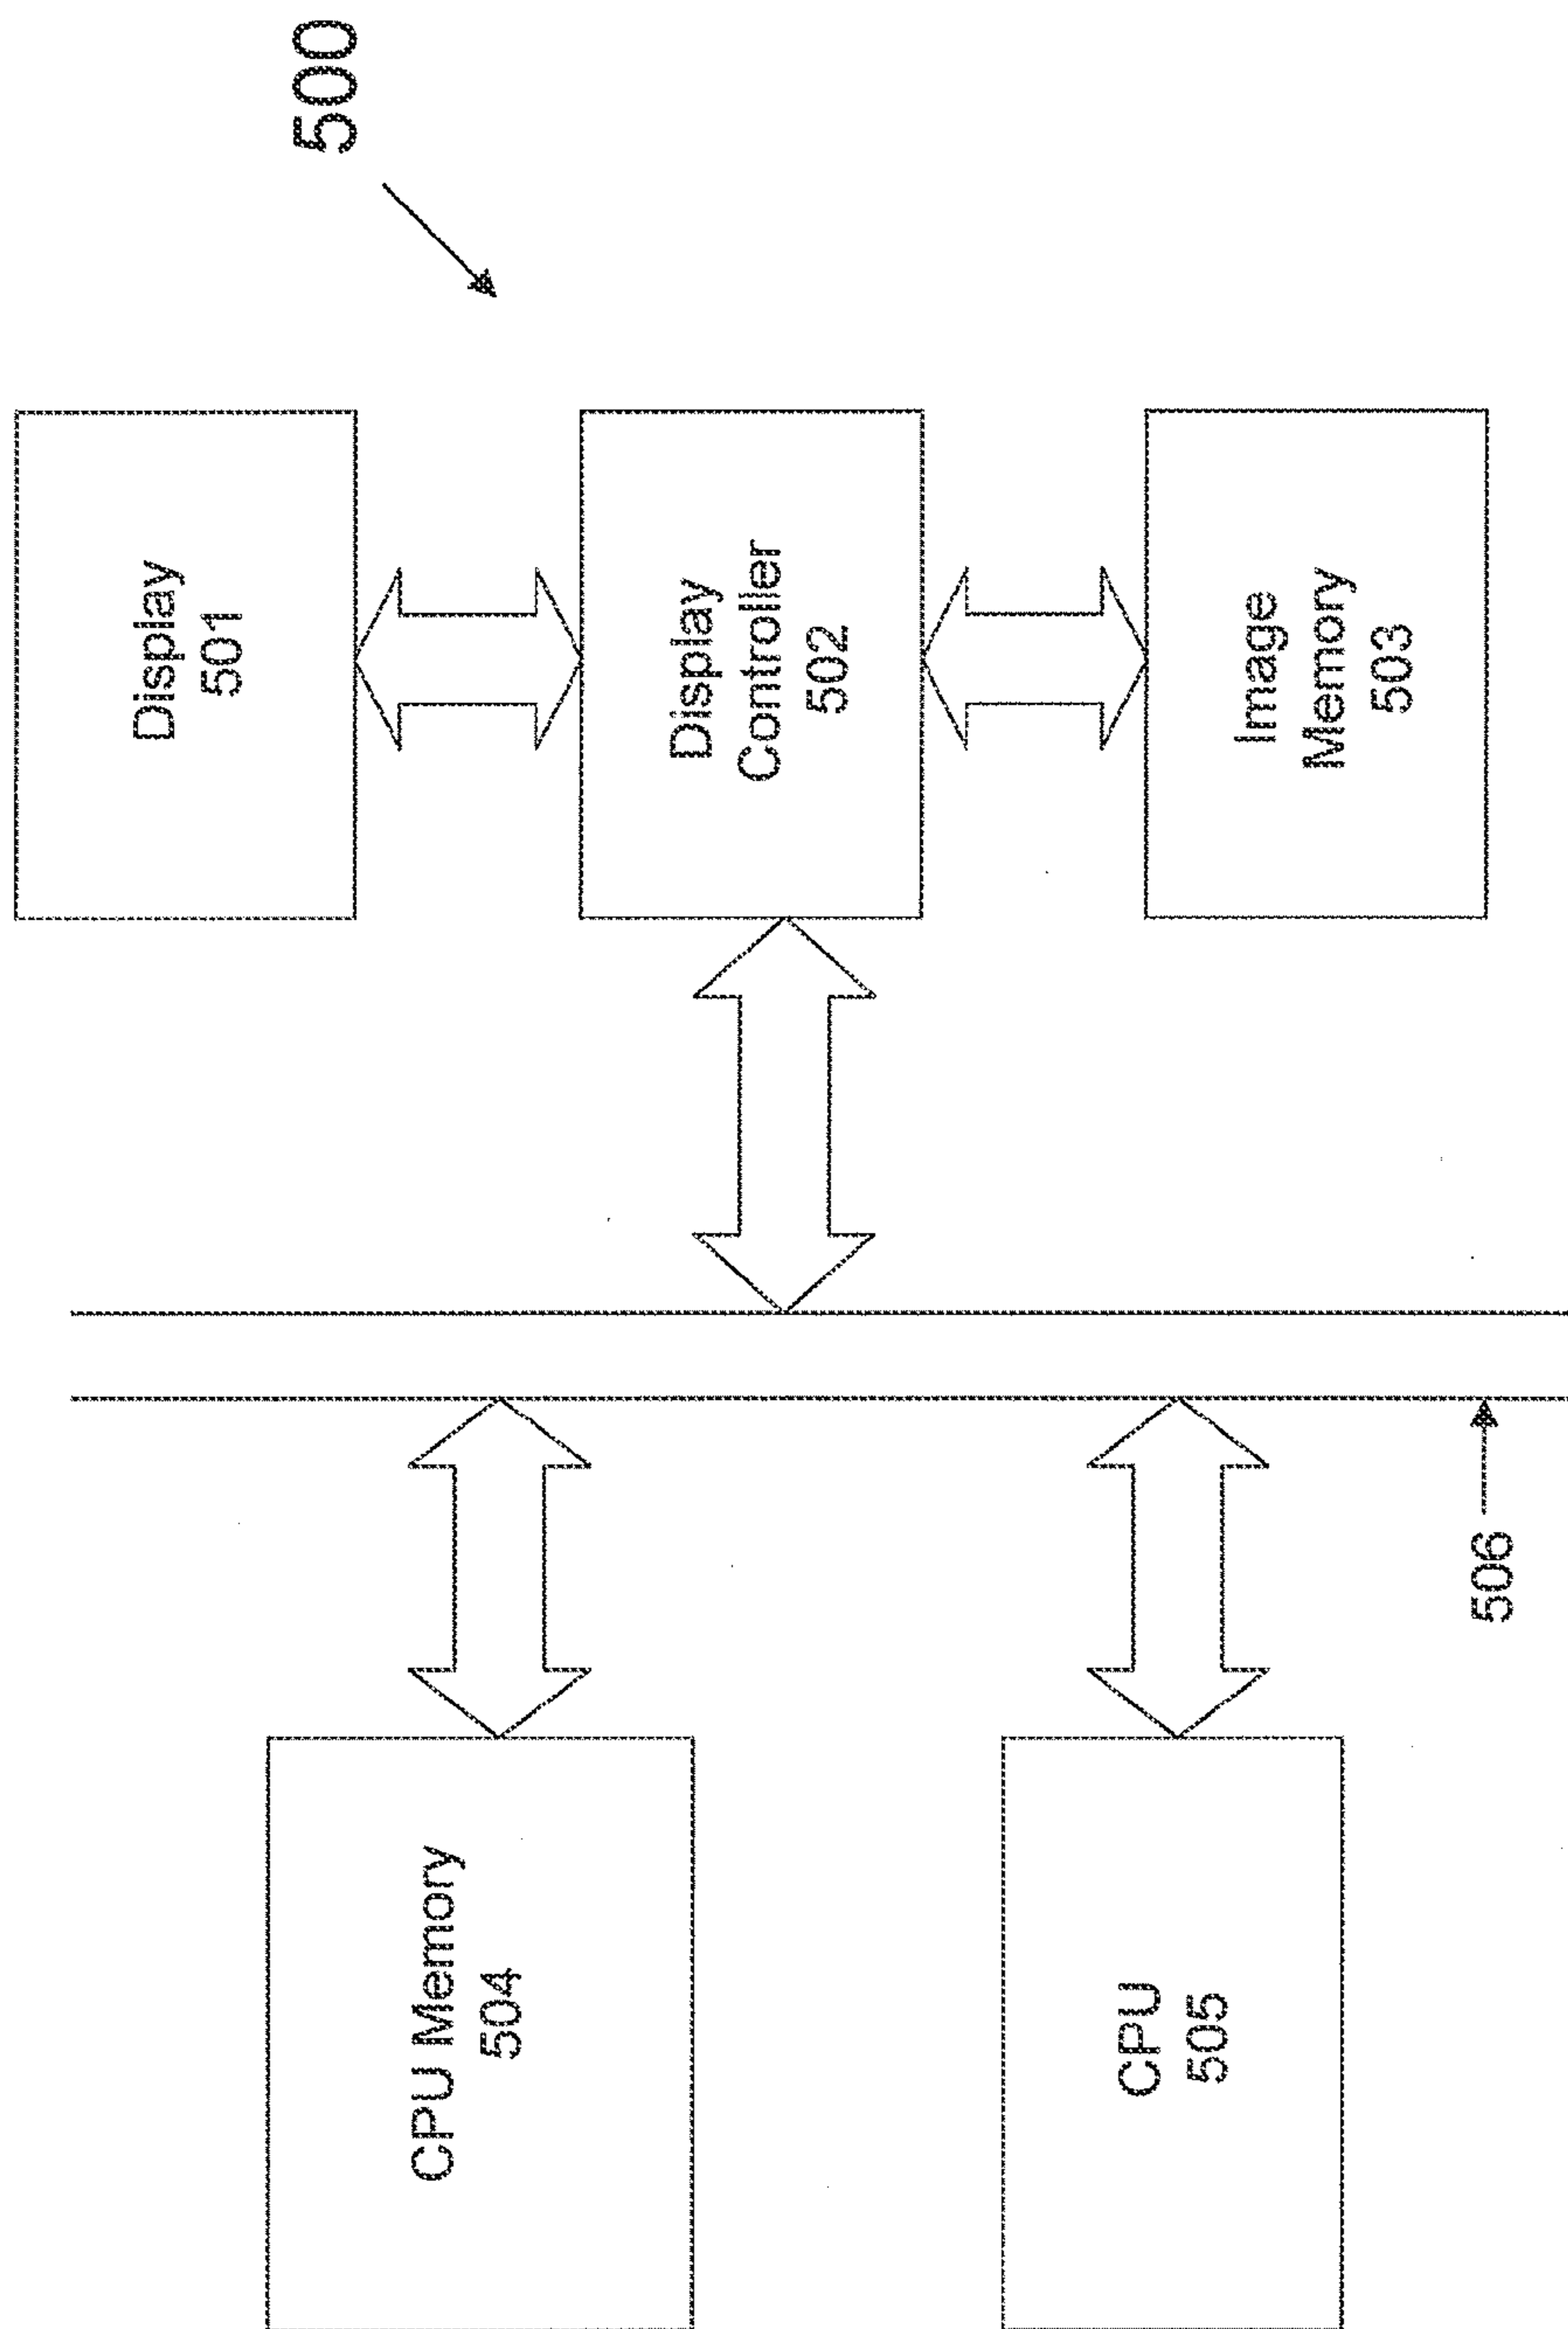 500
Display
501
Display
Controller
502
Image
Memory
503
CPU Memory
504
CPU
505
506